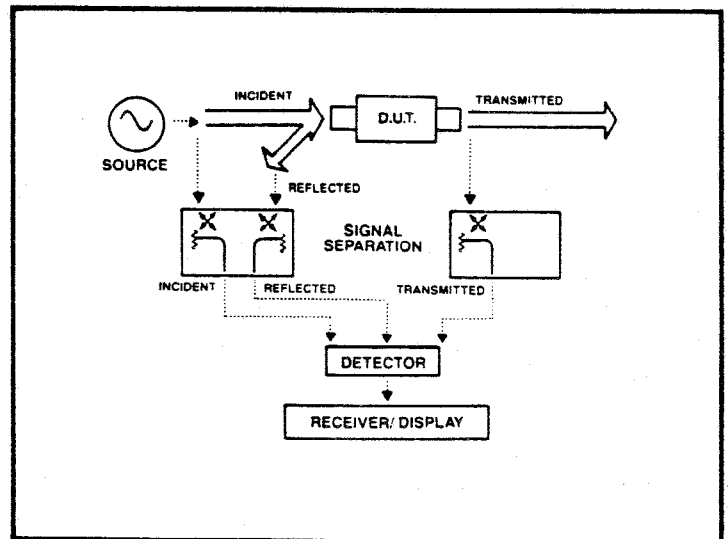 INCIDENT
D.U.T.
TRANSMITTED
SOURCE
REFLECTED
SIGNAL
SEPARATION
INCIDENT
REFLECTED
TRANSMITTED
DETECTOR
RECEIVER/ DISPLAY